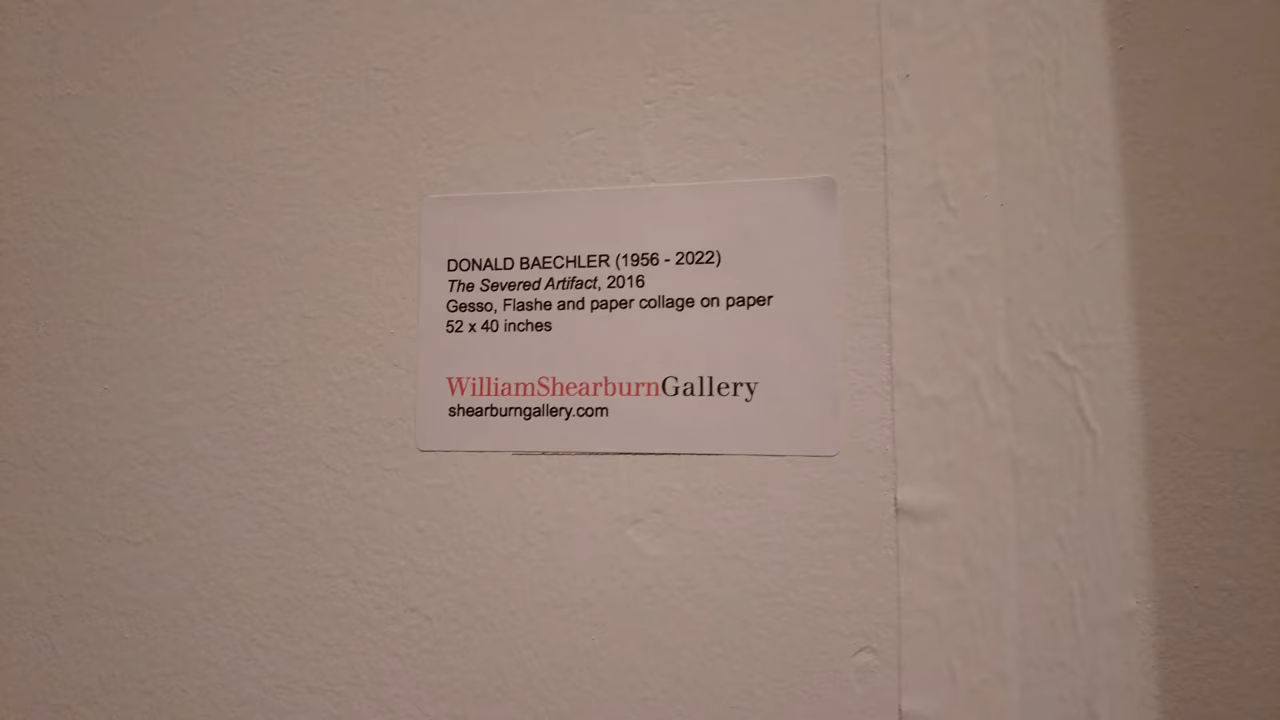 DONALD BAECHLER (1956 - 2022)
The Severed Artifact, 2016
Gesso, Flashe and paper collage on paper
52 x 40 inches
WilliamShearburnGallery
shearburngallery.com